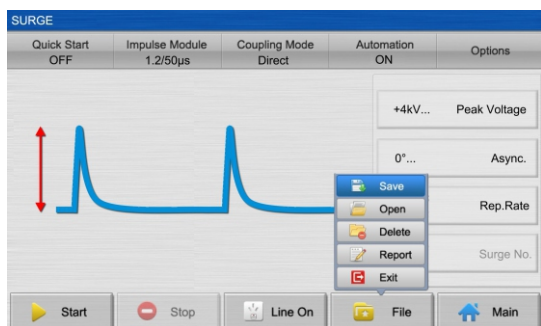 SURGE
Quick Start
OFF
Impulse Module
1.2/50µs
Coupling Mode
Direct
Automation
ON
Options
+4kV... Peak Voltage
0°... Async.
Rep.Rate
Surge No.
Save
Open
Delete
Report
Exit
Start
Stop
Line On
File
Main